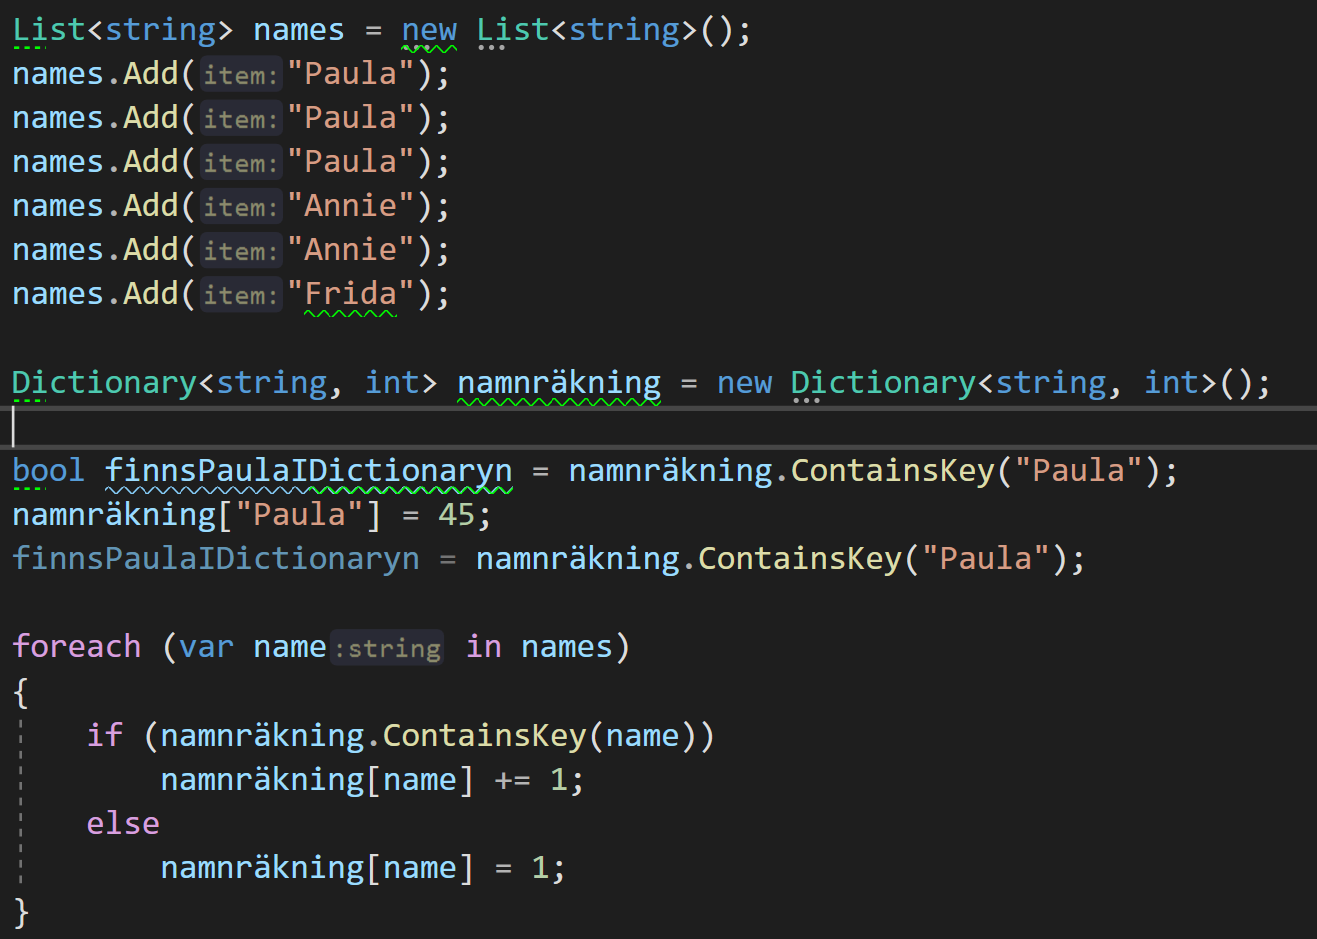 List<string> names = new List<string>();
names.Add(item:"Paula");
names.Add(item:"Paula");
names.Add(item:"Paula");
names.Add(item:"Annie");
names.Add(item:"Annie");
names.Add(item:"Frida");
Dictionary<string, int> namnräkning = new Dictionary<string, int>();
bool finnsPaulaIDictionaryn = namnräkning.ContainsKey("Paula");
namnräkning["Paula"] = 45;
finnsPaulaIDictionaryn = namnräkning.ContainsKey("Paula");
foreach (var name:string in names)
{
    if (namnräkning.ContainsKey(name))
        namnräkning[name] += 1;
    else
        namnräkning[name] = 1;
}